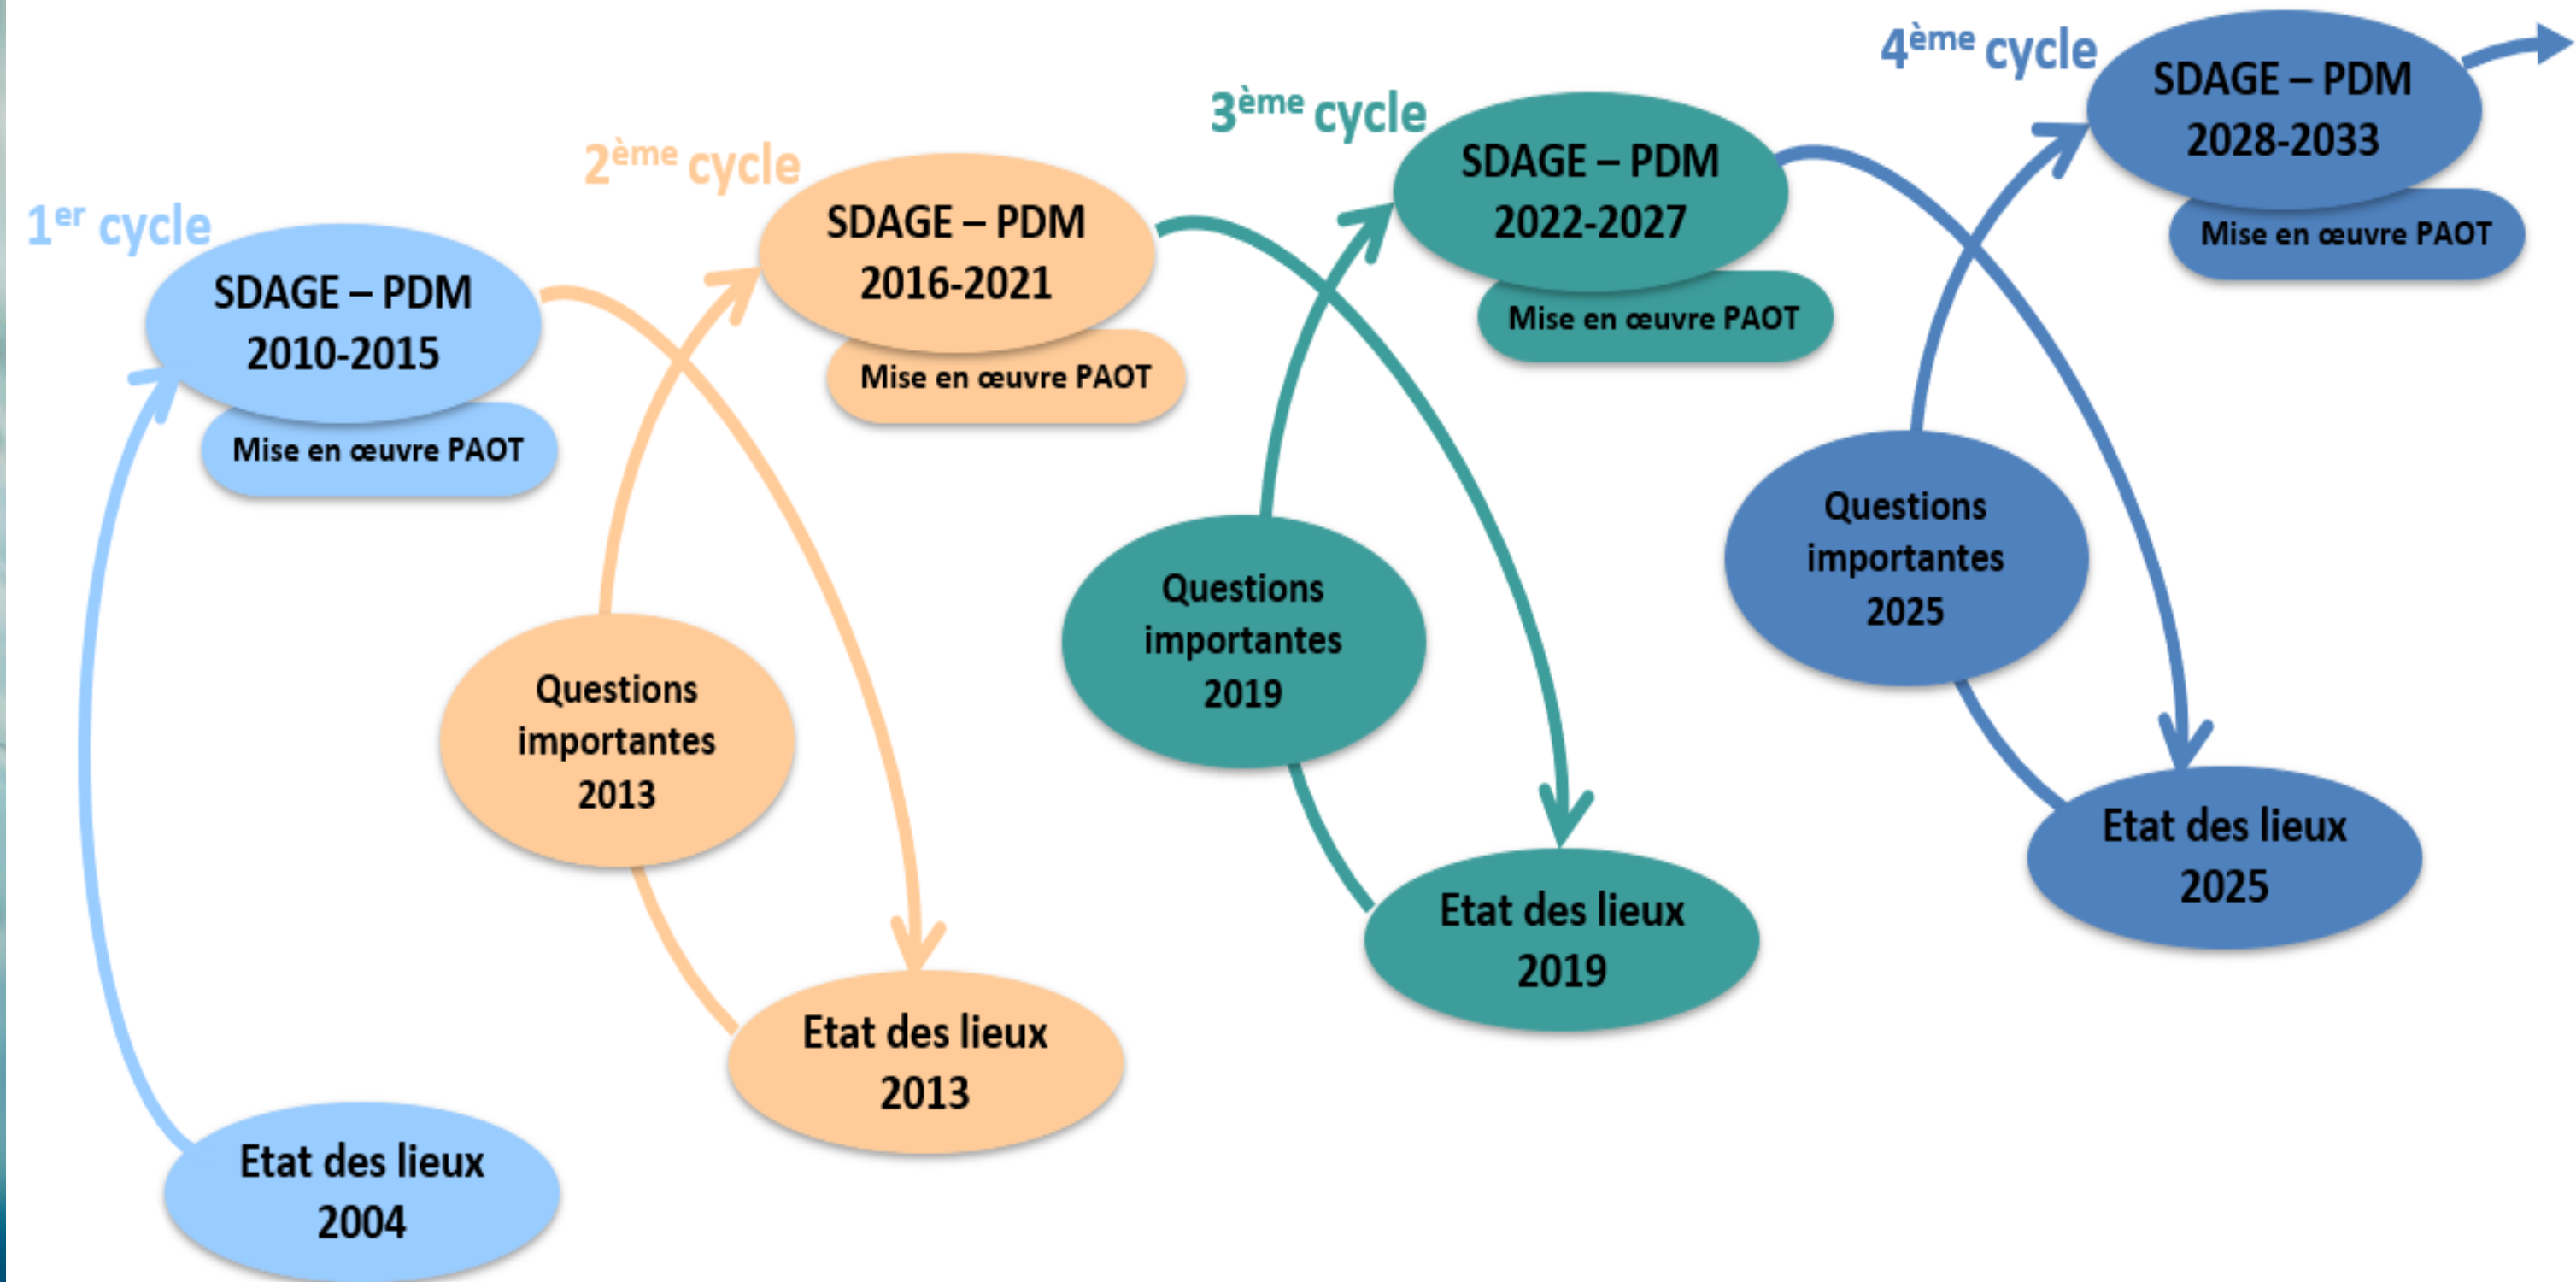 1er cycle
SDAGE – PDM
2010-2015
Mise en œuvre PAOT
Etat des lieux
2004
2ème cycle
SDAGE – PDM
2016-2021
Mise en œuvre PAOT
Questions
importantes
2013
Etat des lieux
2013
3ème cycle
SDAGE – PDM
2022-2027
Mise en œuvre PAOT
Questions
importantes
2019
Etat des lieux
2019
4ème cycle
SDAGE – PDM
2028-2033
Mise en œuvre PAOT
Questions
importantes
2025
Etat des lieux
2025